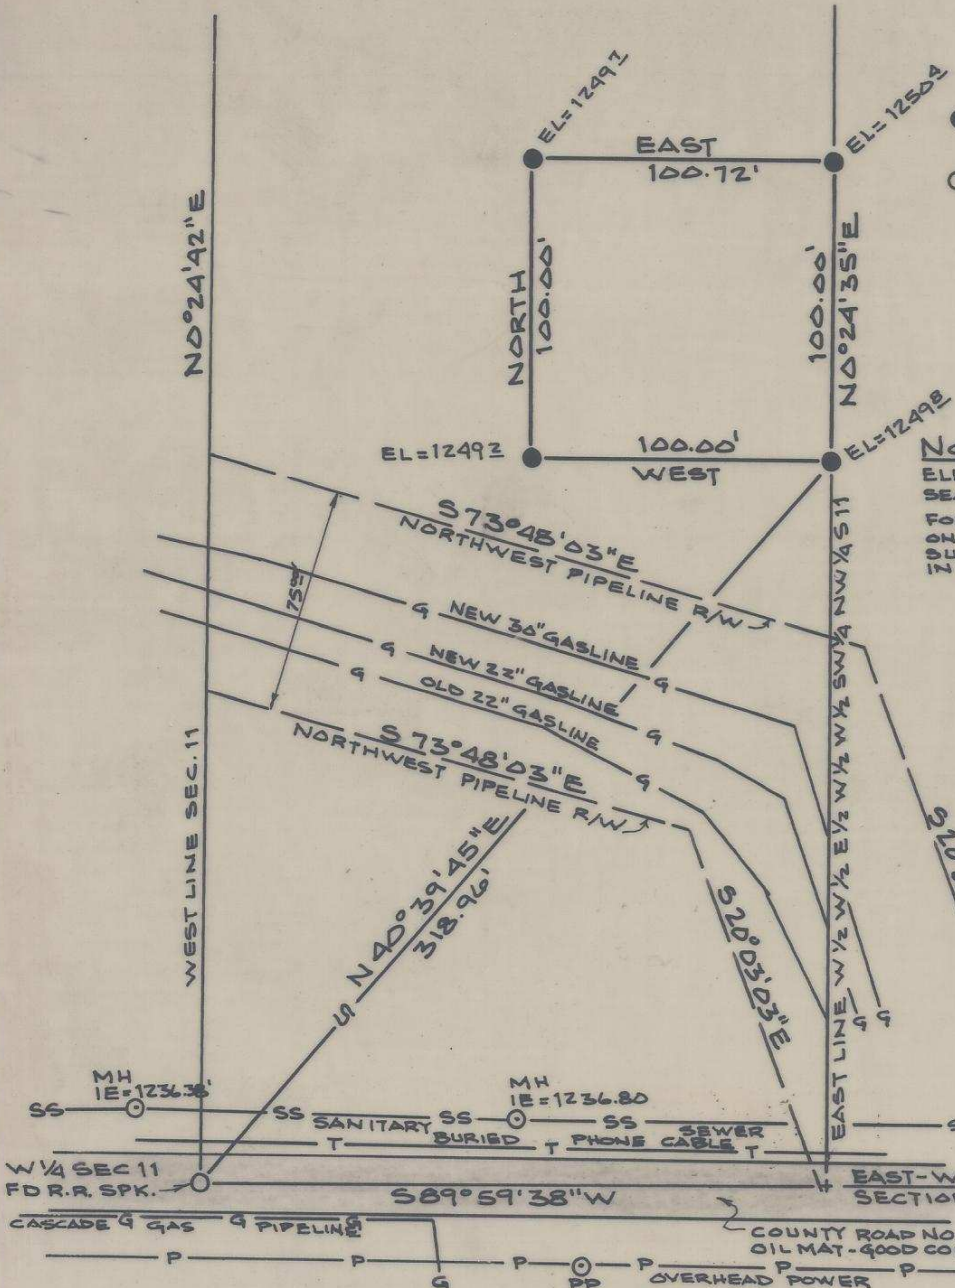 EL=1249.7
EL=1250.4
EAST
100.72'
N0°24'42"E
NORTH
100.00'
100.00'
N0°24'35"E
EL=1249.2
100.00'
WEST
EL=1249.8
S73°48'03"E
NORTHWEST PIPELINE R/W
75.00'
G NEW 30" GASLINE G
G NEW 22" GASLINE G
G OLD 22" GASLINE G
S 73°48'03"E
NORTHWEST PIPELINE R/W
WEST LINE SEC. 11
EAST LINE W½ W½ E½ W½ W½ SW¼ NW¼ S11
N 40°39'45"E
318.96'
S20°03'03"E
S20°
G G
MH
IE=1236.38'
MH
IE=1236.80
SS SS SANITARY SS SS SEWER
T BURIED T PHONE CABLE T
W ¼ SEC 11
FD R.R. SPK.
S89°59'38"W
EAST-W
SECTIO
CASCADE G GAS G PIPELINE G
COUNTY ROAD NO
OIL MAT-GOOD CO
P P P P P P
G
PP
OVERHEAD POWER